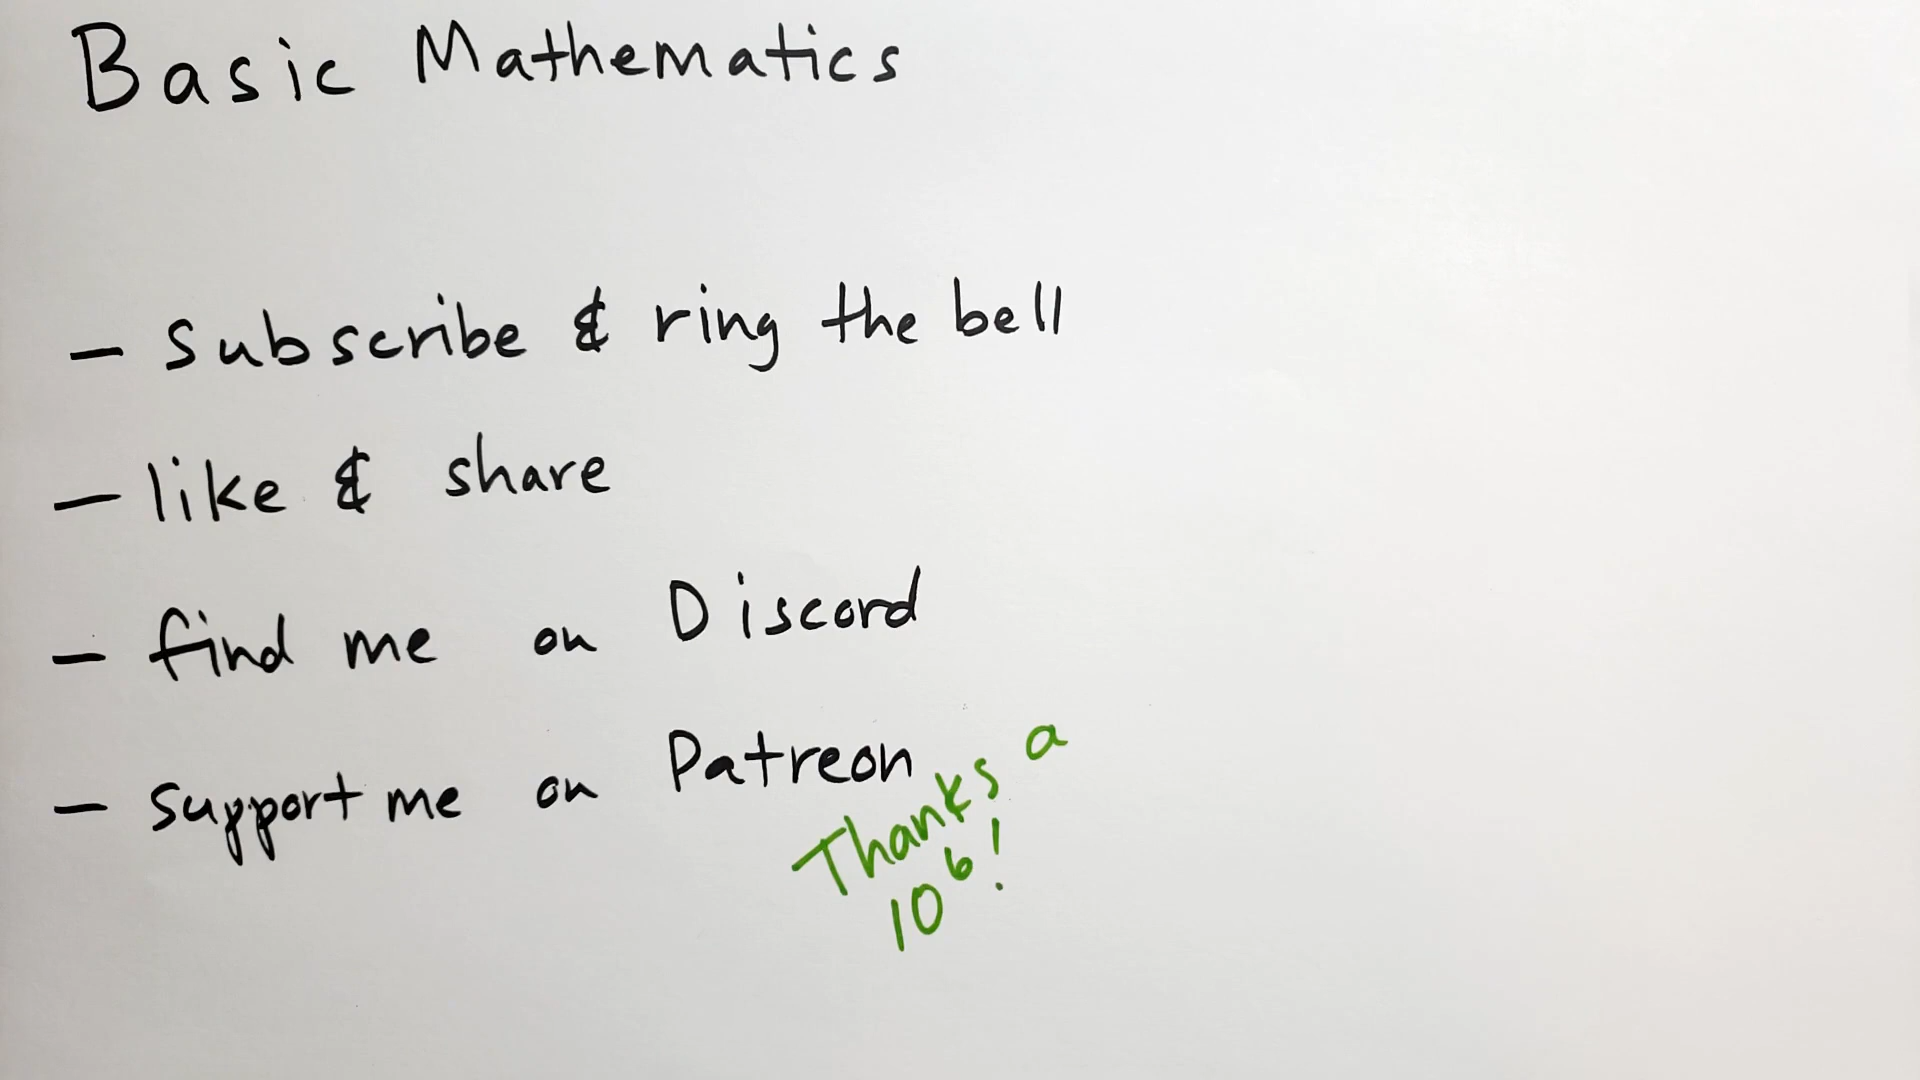 Basic Mathematics
- subscribe & ring the bell
- like & share
- find me on Discord
- support me on Patreon
Thanks a
10⁶!